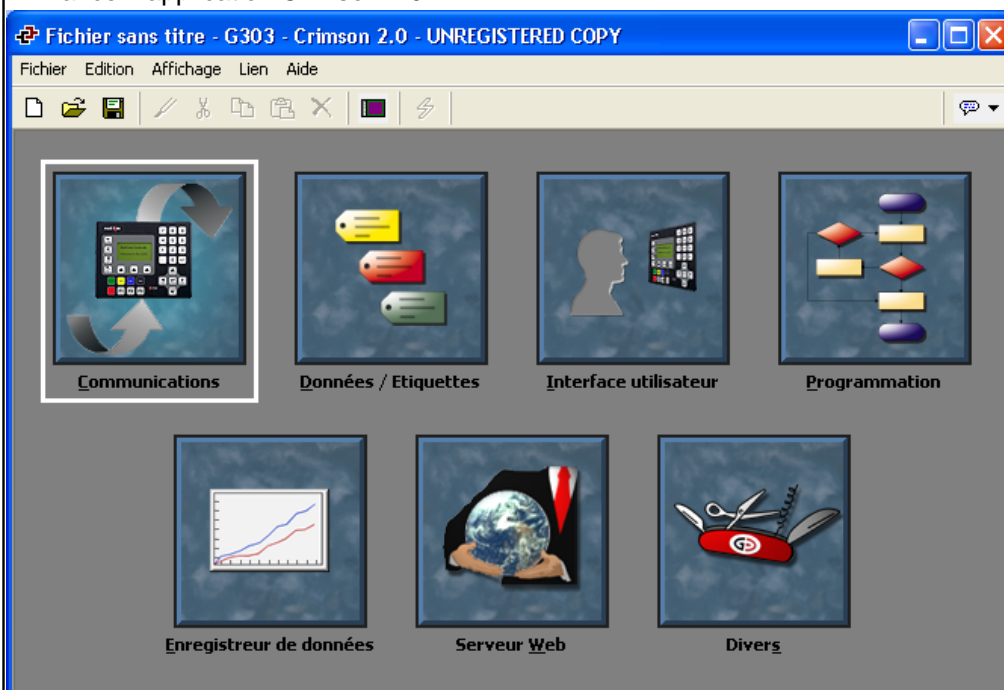 Fichier sans titre - G303 - Crimson 2.0 - UNREGISTERED COPY
Fichier Edition Affichage Lien Aide
Communications Données / Etiquettes Interface utilisateur Programmation
Enregistreur de données Serveur Web Divers